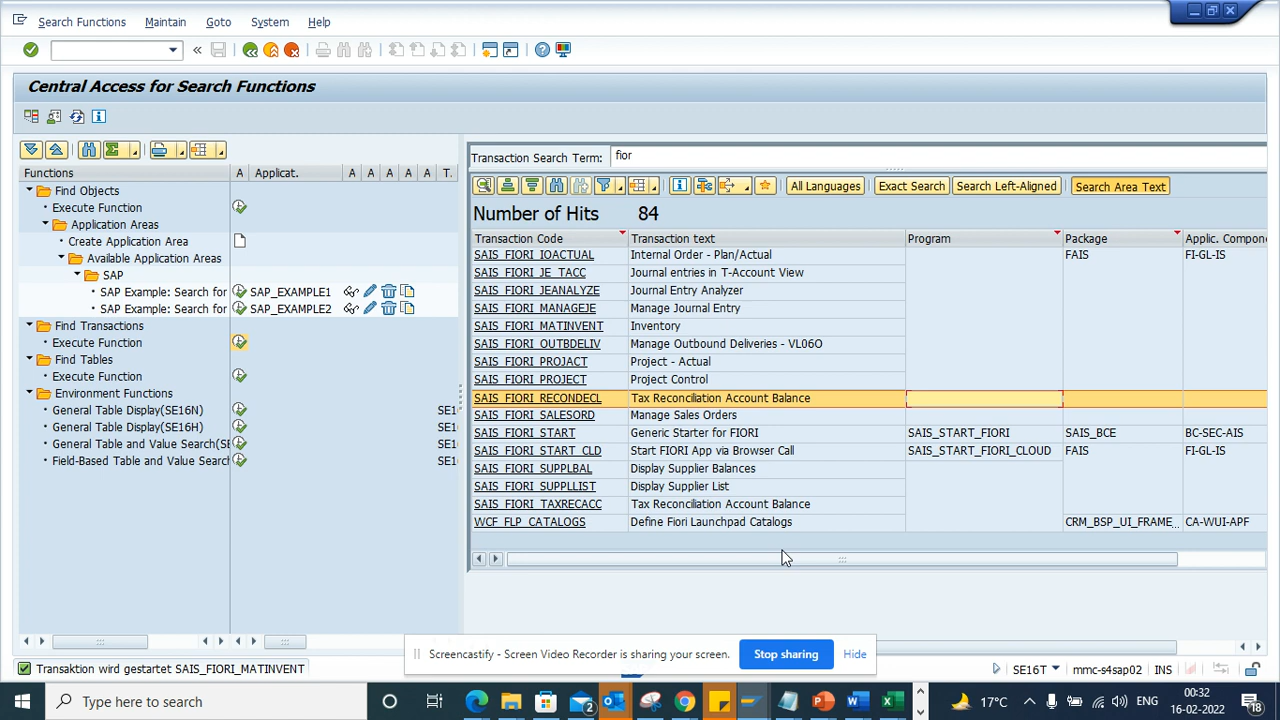 Search Functions Maintain Goto System Help
Central Access for Search Functions
Functions A Applicat. A A A A T.
Find Objects
Execute Function
Application Areas
Create Application Area
Available Application Areas
SAP
SAP Example: Search for SAP_EXAMPLE1
SAP Example: Search for SAP_EXAMPLE2
Find Transactions
Execute Function
Find Tables
Execute Function
Environment Functions
General Table Display(SE16N) SE1
General Table Display(SE16H) SE1
General Table and Value Search(SE SE1
Field-Based Table and Value Search SE1
Transaction Search Term: fior
All Languages Exact Search Search Left-Aligned Search Area Text
Number of Hits 84
Transaction Code Transaction text Program Package Applic. Compone
SAIS_FIORI_IOACTUAL Internal Order - Plan/Actual FAIS FI-GL-IS
SAIS_FIORI_JE_TACC Journal entries in T-Account View
SAIS_FIORI_JEANALYZE Journal Entry Analyzer
SAIS_FIORI_MANAGEJE Manage Journal Entry
SAIS_FIORI_MATINVENT Inventory
SAIS_FIORI_OUTBDELIV Manage Outbound Deliveries - VL06O
SAIS_FIORI_PROJACT Project - Actual
SAIS_FIORI_PROJECT Project Control
SAIS_FIORI_RECONDECL Tax Reconciliation Account Balance
SAIS_FIORI_SALESORD Manage Sales Orders
SAIS_FIORI_START Generic Starter for FIORI SAIS_START_FIORI SAIS_BCE BC-SEC-AIS
SAIS_FIORI_START_CLD Start FIORI App via Browser Call SAIS_START_FIORI_CLOUD FAIS FI-GL-IS
SAIS_FIORI_SUPPLBAL Display Supplier Balances
SAIS_FIORI_SUPPLLIST Display Supplier List
SAIS_FIORI_TAXRECACC Tax Reconciliation Account Balance
WCF_FLP_CATALOGS Define Fiori Launchpad Catalogs CRM_BSP_UI_FRAME... CA-WUI-APF
Screencastify - Screen Video Recorder is sharing your screen. Stop sharing Hide
Transaktion wird gestartet SAIS_FIORI_MATINVENT SE16T mmc-s4sap02 INS
Type here to search 2 17°C ENG 00:32 16-02-2022 18